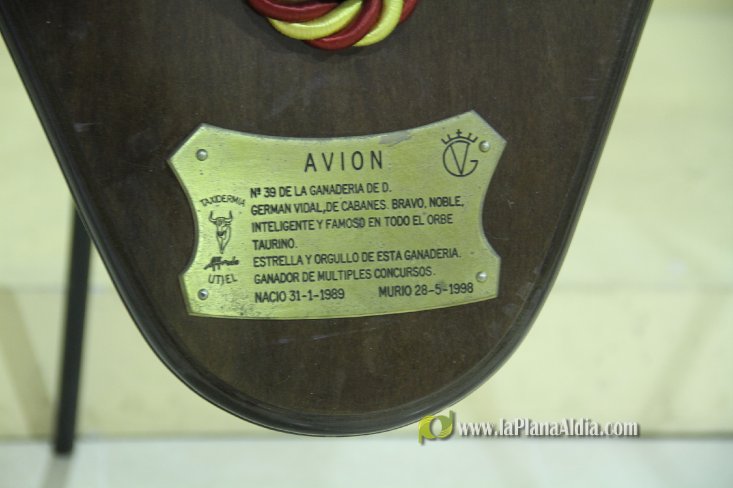 AVION
VG
Nº 39 DE LA GANADERIA DE D.
GERMAN VIDAL, DE CABANES. BRAVO, NOBLE,
INTELIGENTE Y FAMOSO EN TODO EL ORBE
TAURINO.
ESTRELLA Y ORGULLO DE ESTA GANADERIA.
GANADOR DE MULTIPLES CONCURSOS.
NACIO 31-1-1989 MURIO 28-5-1998
TAXIDERMIA
Alfredo
UTIEL
www.laPlanaAldia.com